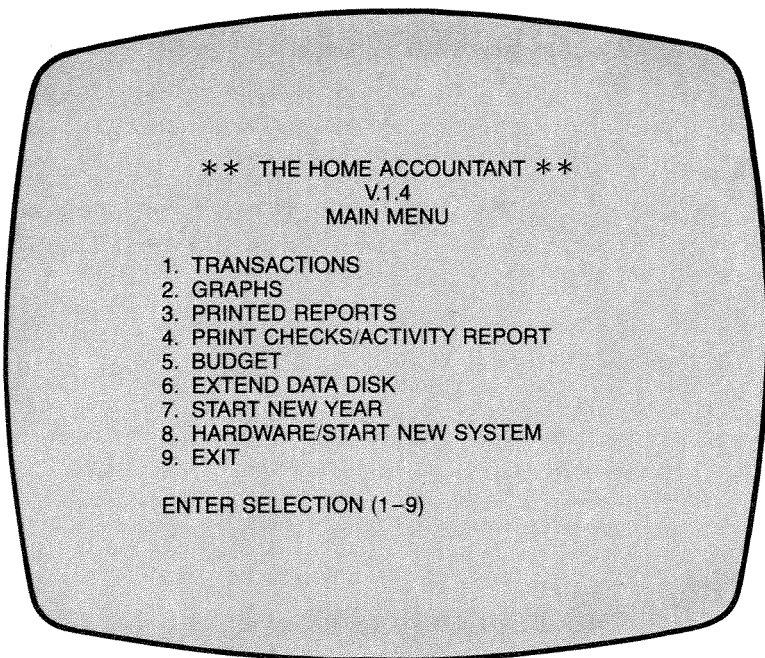 ** THE HOME ACCOUNTANT **
V.1.4
MAIN MENU
1. TRANSACTIONS
2. GRAPHS
3. PRINTED REPORTS
4. PRINT CHECKS/ACTIVITY REPORT
5. BUDGET
6. EXTEND DATA DISK
7. START NEW YEAR
8. HARDWARE/START NEW SYSTEM
9. EXIT
ENTER SELECTION (1–9)